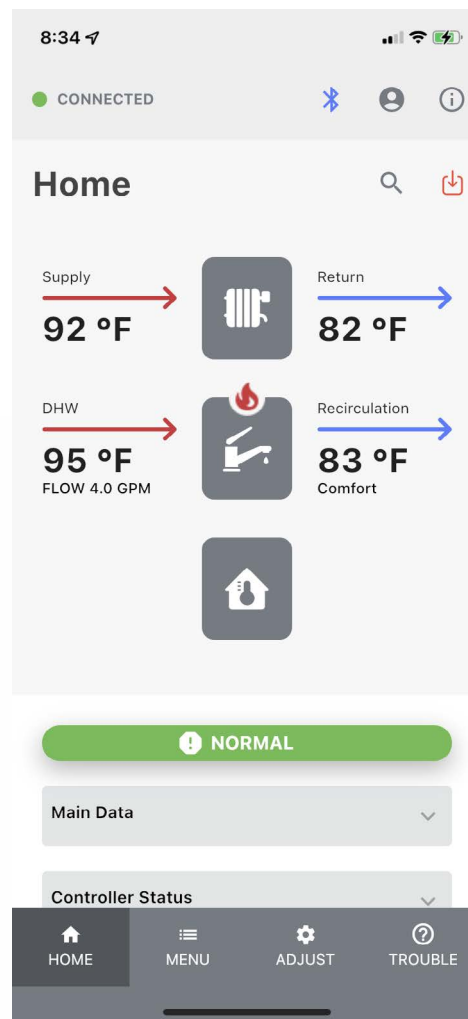 8:34
CONNECTED
Home
Supply
Return
92 °F
82 °F
DHW
Recirculation
95 °F
83 °F
FLOW 4.0 GPM
Comfort
NORMAL
Main Data
Controller Status
HOME
MENU
ADJUST
TROUBLE